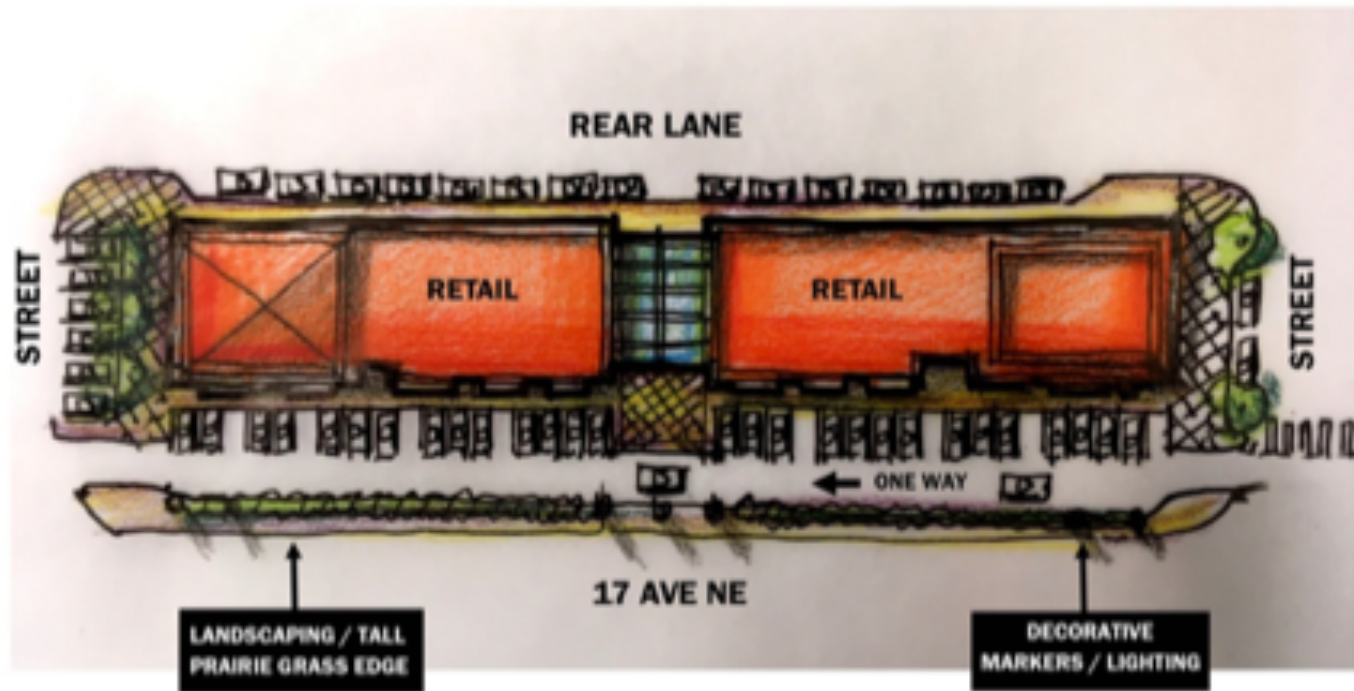 REAR LANE
STREET
RETAIL
RETAIL
STREET
ONE WAY
17 AVE NE
LANDSCAPING / TALL
PRAIRIE GRASS EDGE
DECORATIVE
MARKERS / LIGHTING